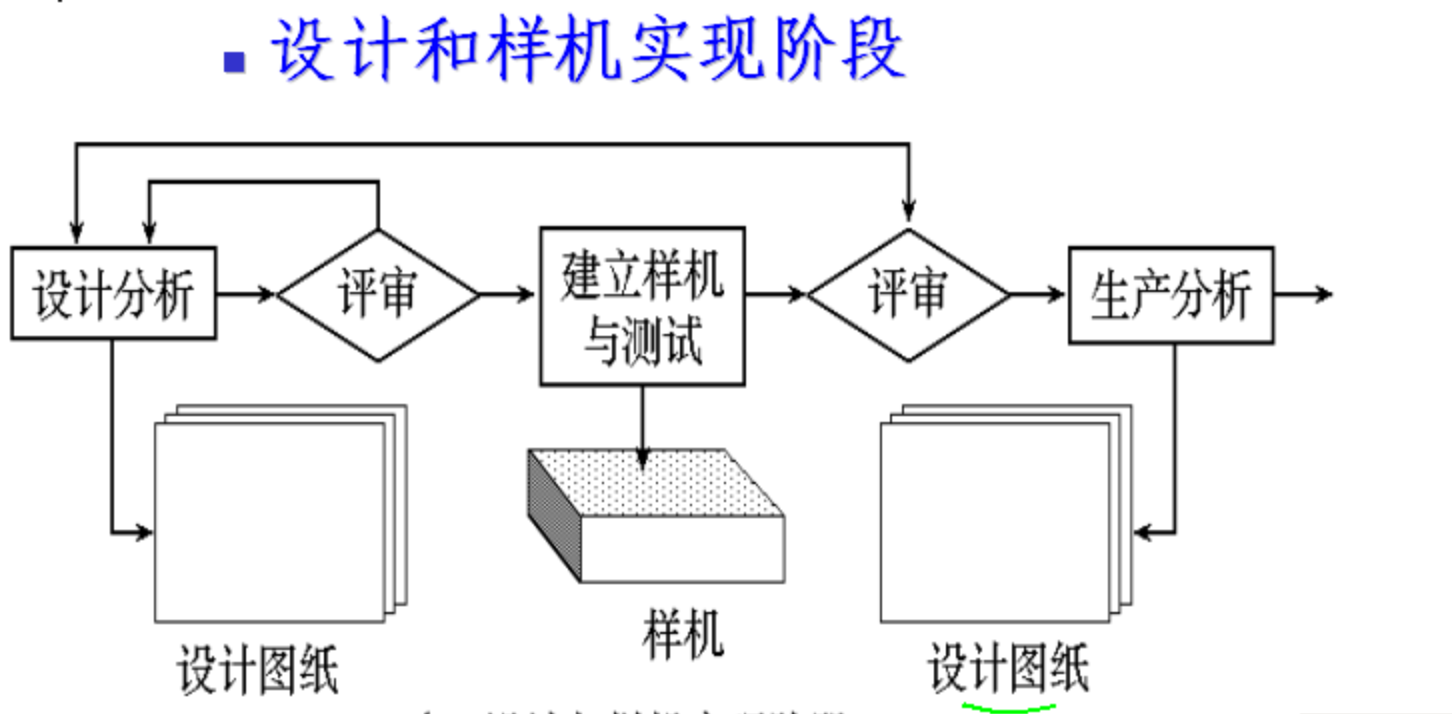 设计和样机实现阶段
设计分析
评审
建立样机
与测试
评审
生产分析
设计图纸
样机
设计图纸